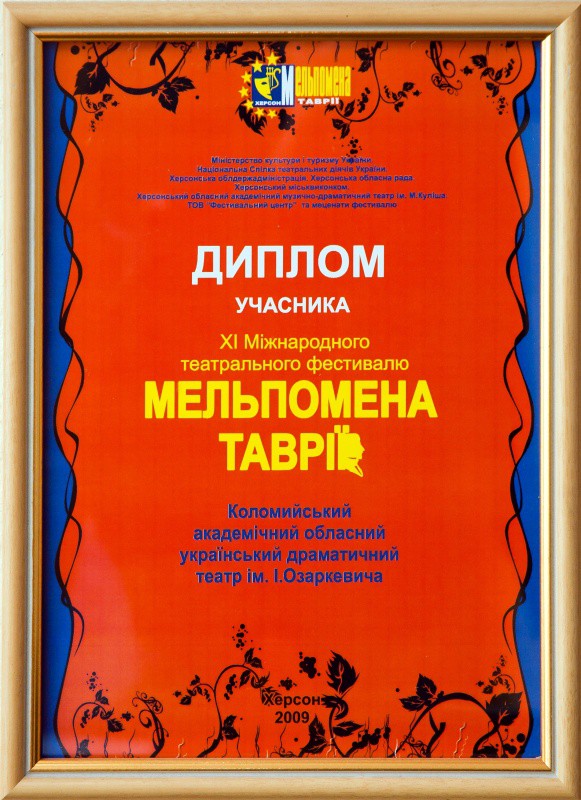 Мельпомена
ХЕРСОН ТАВРІЇ
Міністерство культури і туризму України.
Національна Спілка театральних діячів України.
Херсонська облдержадміністрація. Херсонська обласна рада.
Херсонський міськвиконком,
Херсонський обласний академічний музично-драматичний театр ім. М.Куліша.
ТОВ "Фестивальний центр" та меценати фестивалю
ДИПЛОМ
УЧАСНИКА
XI Міжнародного
театрального фестивалю
МЕЛЬПОМЕНА
ТАВРІЇ
Коломийський
академічний обласний
український драматичний
театр ім. І.Озаркевича
Херсон
2009